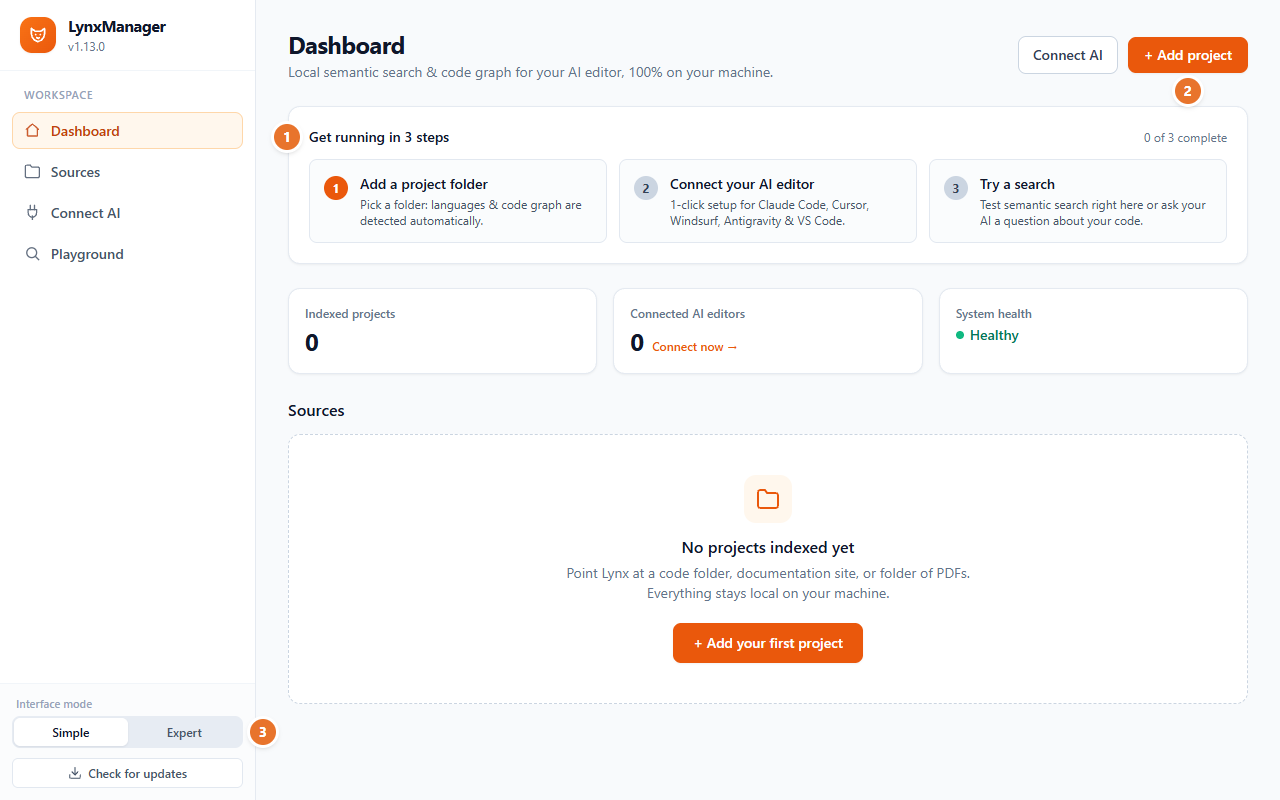 LynxManager
v1.13.0
WORKSPACE
Dashboard
Sources
Connect AI
Playground
Interface mode
Simple
Expert
3
Check for updates
Dashboard
Local semantic search & code graph for your AI editor, 100% on your machine.
Connect AI
+ Add project
2
1
Get running in 3 steps
0 of 3 complete
1
Add a project folder
Pick a folder: languages & code graph are
detected automatically.
2
Connect your AI editor
1-click setup for Claude Code, Cursor,
Windsurf, Antigravity & VS Code.
3
Try a search
Test semantic search right here or ask your
AI a question about your code.
Indexed projects
0
Connected AI editors
0 Connect now →
System health
Healthy
Sources
No projects indexed yet
Point Lynx at a code folder, documentation site, or folder of PDFs.
Everything stays local on your machine.
+ Add your first project